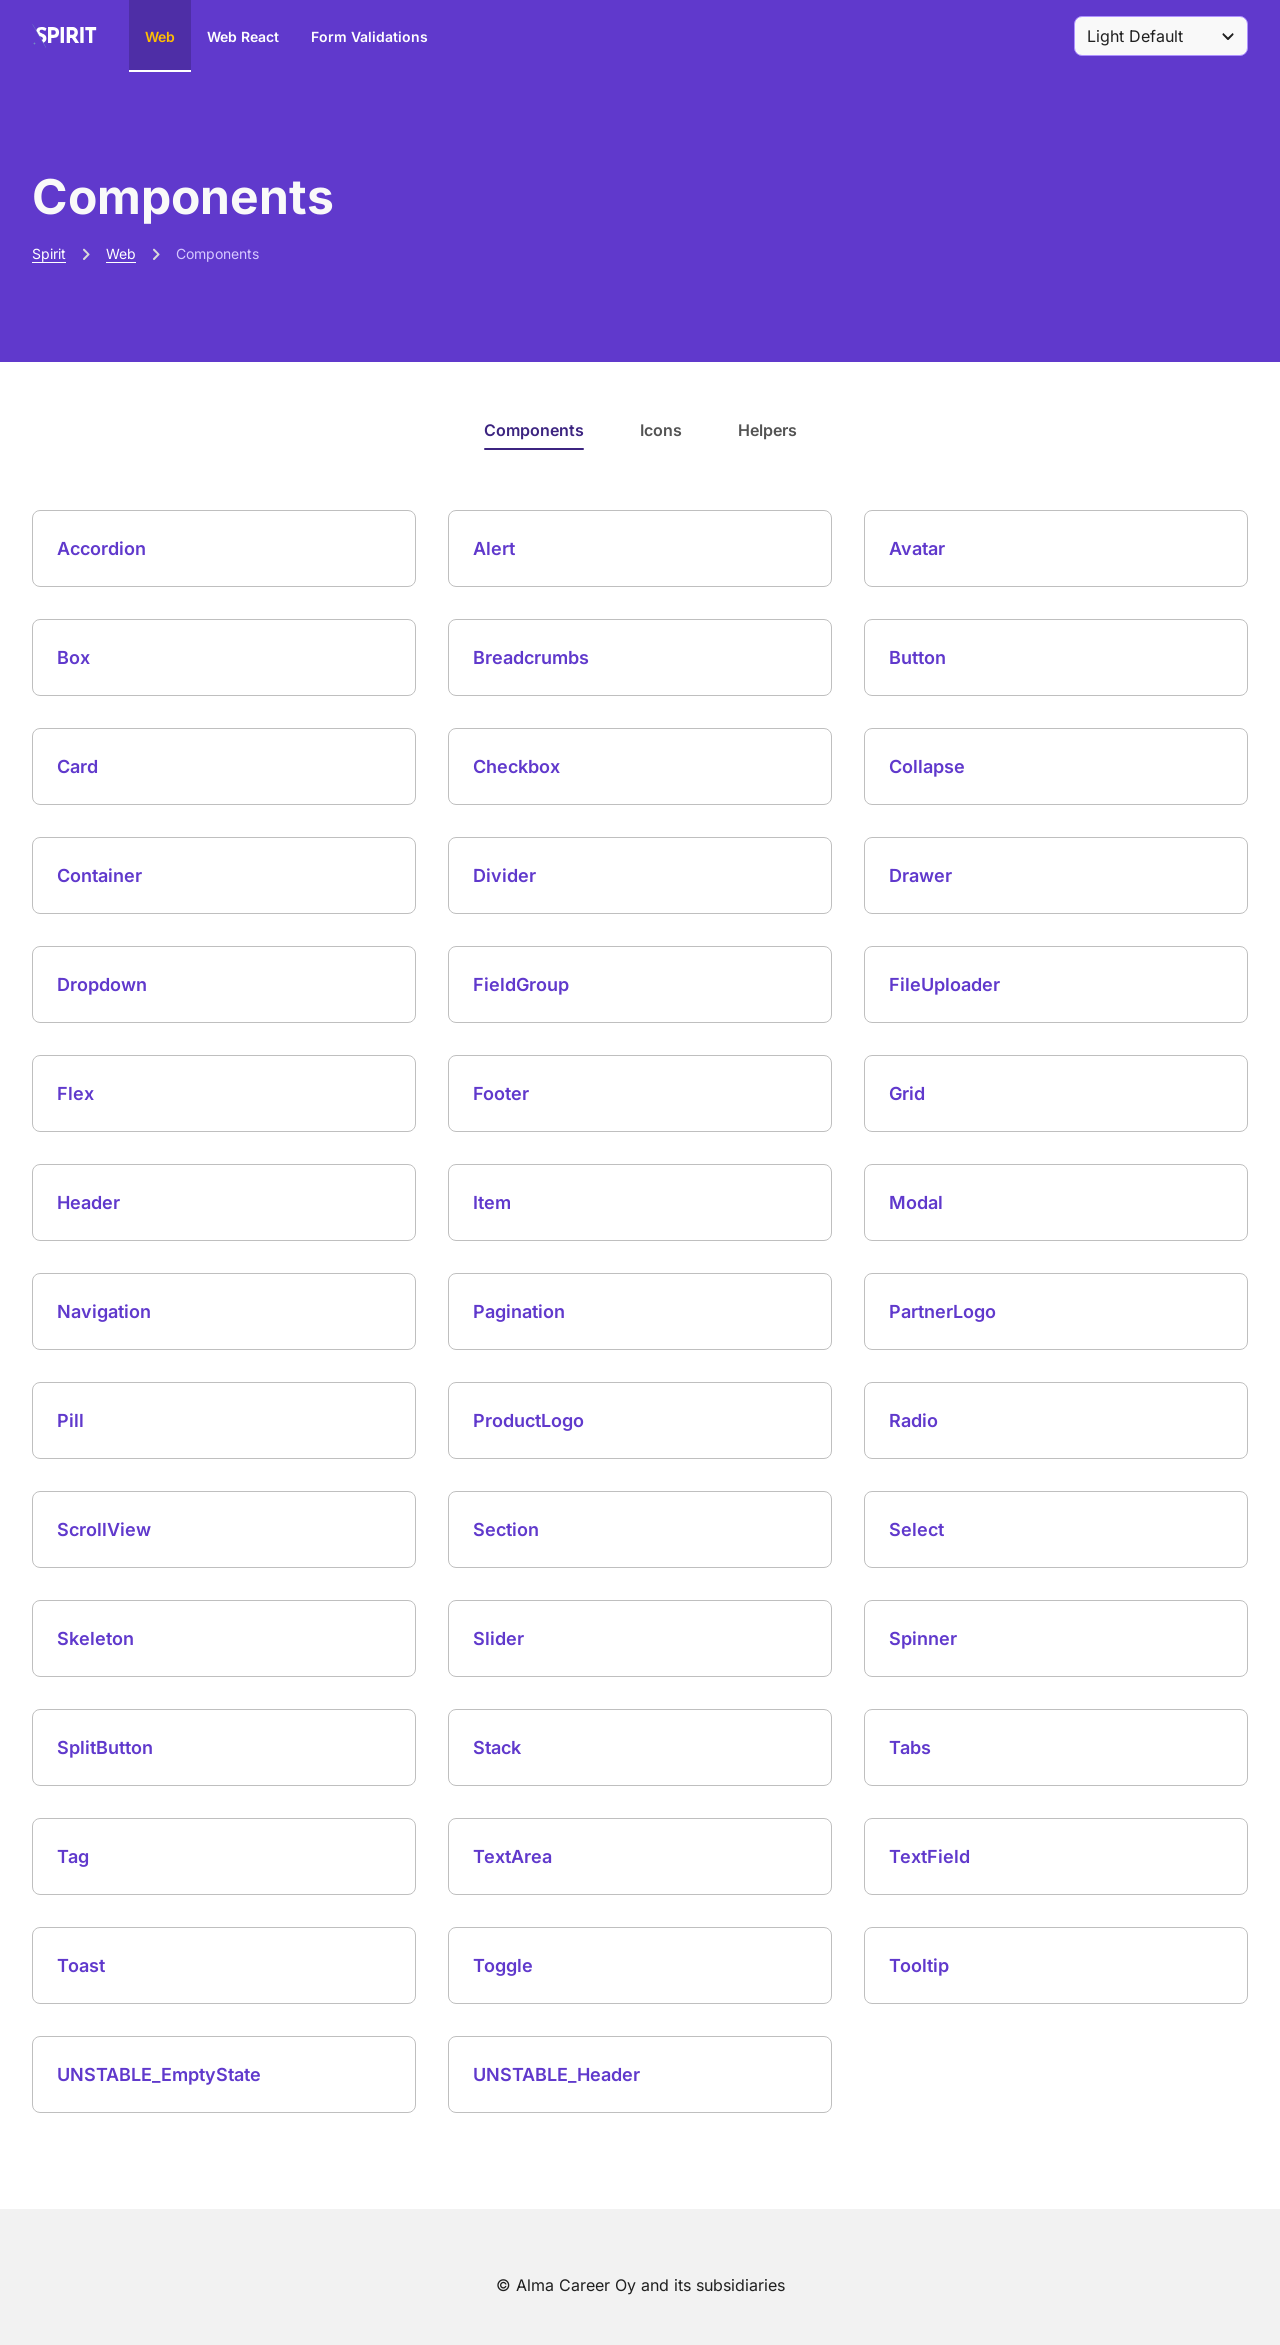 SPIRIT Web Web React Form Validations Light Default
Components
Spirit Web Components
Components Icons Helpers
Accordion Alert Avatar
Box Breadcrumbs Button
Card Checkbox Collapse
Container Divider Drawer
Dropdown FieldGroup FileUploader
Flex Footer Grid
Header Item Modal
Navigation Pagination PartnerLogo
Pill ProductLogo Radio
ScrollView Section Select
Skeleton Slider Spinner
SplitButton Stack Tabs
Tag TextArea TextField
Toast Toggle Tooltip
UNSTABLE_EmptyState UNSTABLE_Header
© Alma Career Oy and its subsidiaries